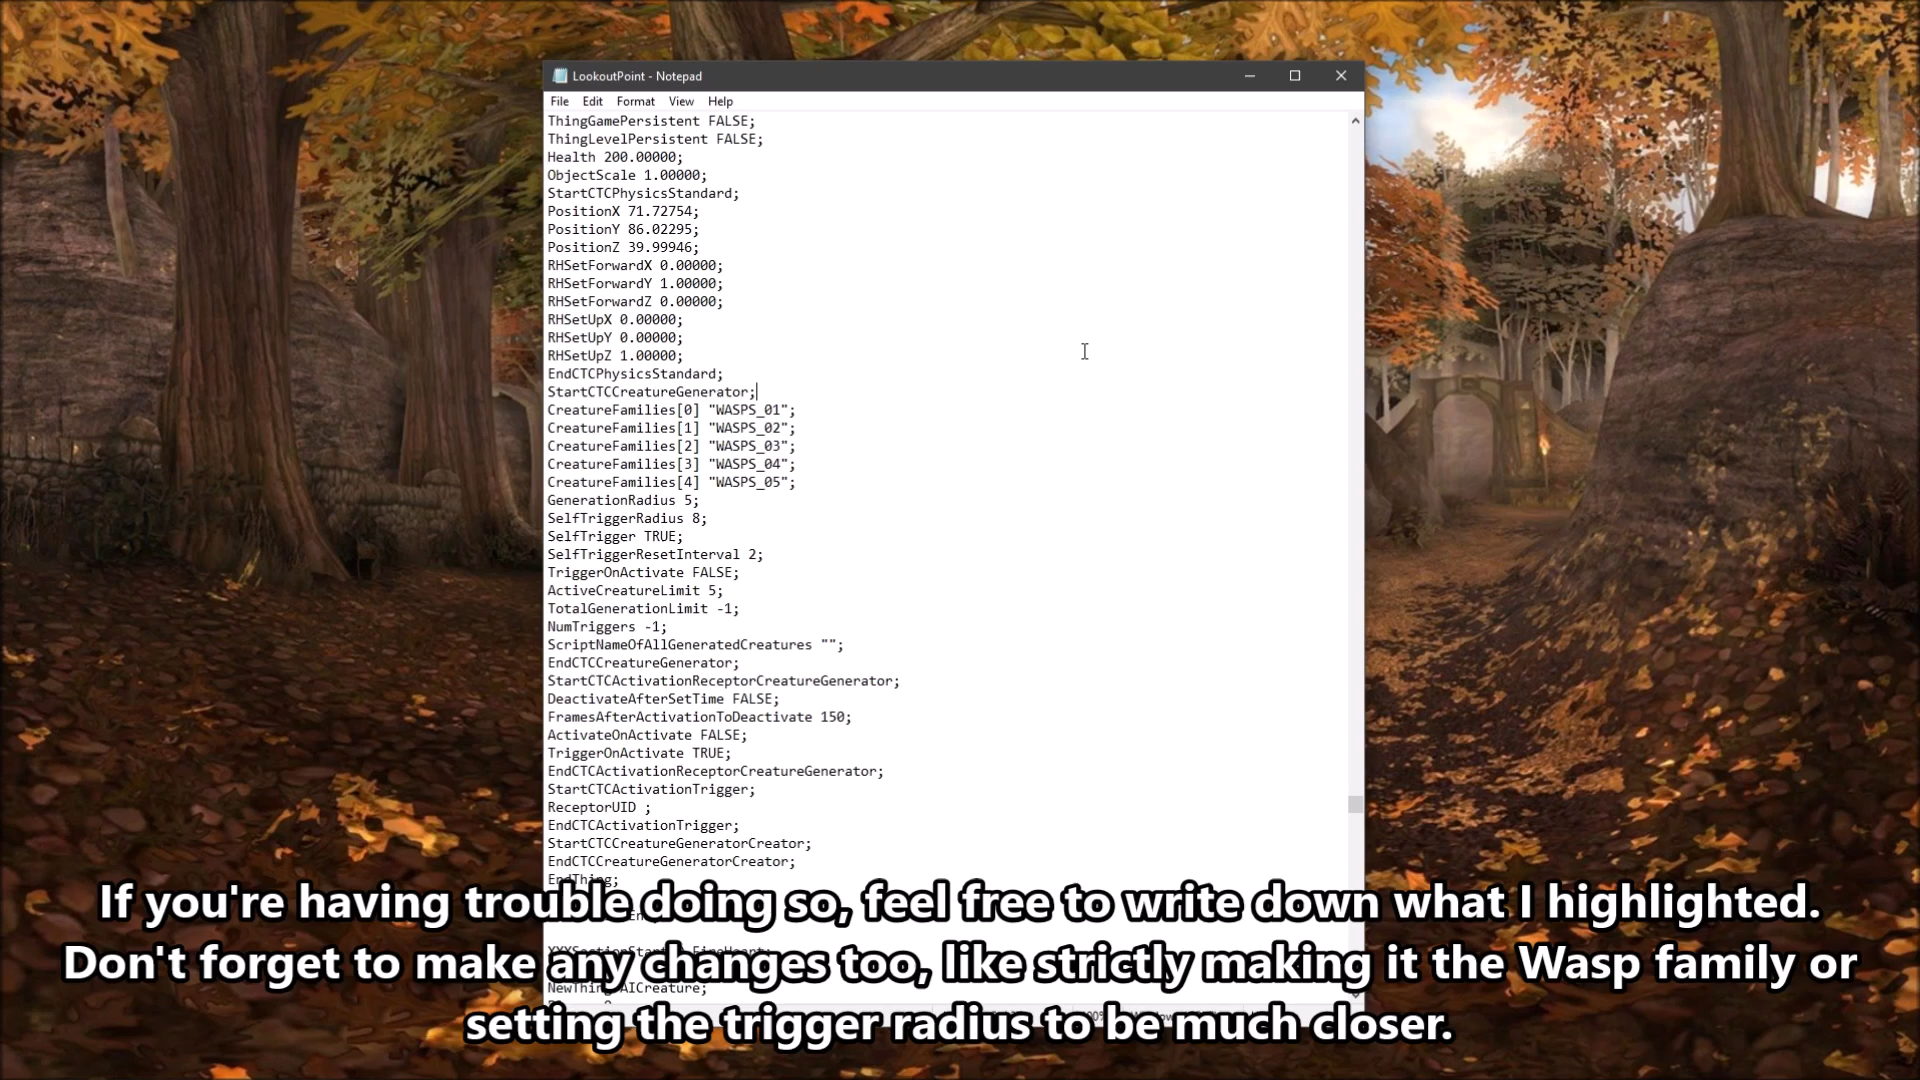 LookoutPoint - Notepad
File Edit Format View Help
ThingGamePersistent FALSE;
ThingLevelPersistent FALSE;
Health 200.00000;
ObjectScale 1.00000;
StartCTCPhysicsStandard;
PositionX 71.72754;
PositionY 86.02295;
PositionZ 39.99946;
RHSetForwardX 0.00000;
RHSetForwardY 1.00000;
RHSetForwardZ 0.00000;
RHSetUpX 0.00000;
RHSetUpY 0.00000;
RHSetUpZ 1.00000;
EndCTCPhysicsStandard;
StartCTCCreatureGenerator;
CreatureFamilies[0] "WASPS_01";
CreatureFamilies[1] "WASPS_02";
CreatureFamilies[2] "WASPS_03";
CreatureFamilies[3] "WASPS_04";
CreatureFamilies[4] "WASPS_05";
GenerationRadius 5;
SelfTriggerRadius 8;
SelfTrigger TRUE;
SelfTriggerResetInterval 2;
TriggerOnActivate FALSE;
ActiveCreatureLimit 5;
TotalGenerationLimit -1;
NumTriggers -1;
ScriptNameOfAllGeneratedCreatures "";
EndCTCCreatureGenerator;
StartCTCActivationReceptorCreatureGenerator;
DeactivateAfterSetTime FALSE;
FramesAfterActivationToDeactivate 150;
ActivateOnActivate FALSE;
TriggerOnActivate TRUE;
EndCTCActivationReceptorCreatureGenerator;
StartCTCActivationTrigger;
ReceptorUID ;
EndCTCActivationTrigger;
StartCTCCreatureGeneratorCreator;
EndCTCCreatureGeneratorCreator;
EndThing;
If you're having trouble doing so, feel free to write down what I highlighted.
Don't forget to make any changes too, like strictly making it the Wasp family or
setting the trigger radius to be much closer.